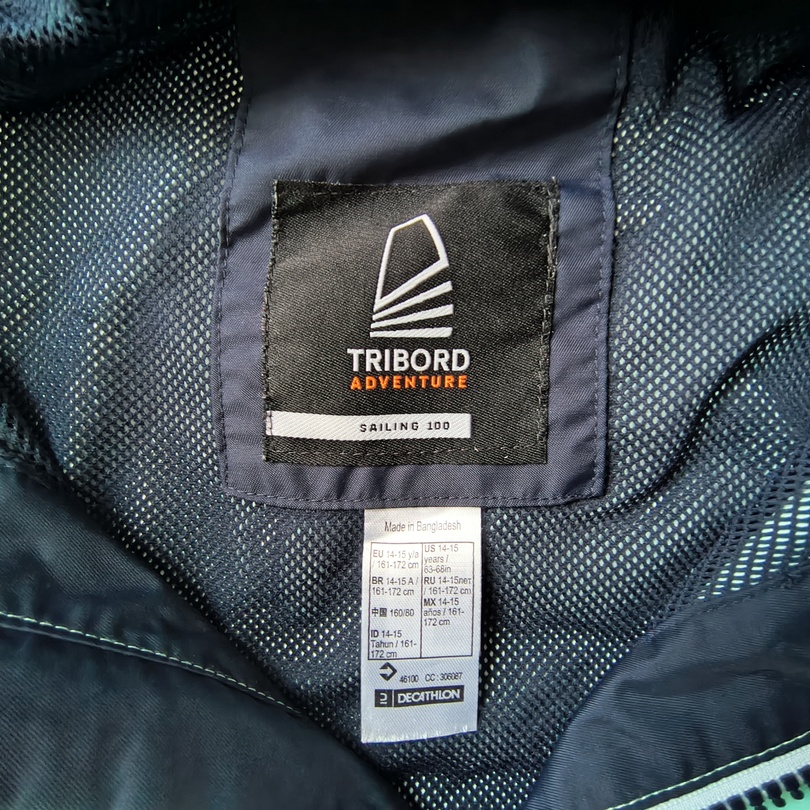 TRIBORD
ADVENTURE
SAILING 100
Made in Bangladesh
EU 14-15 y/a
/ 161-172 cm
BR 14-15 A /
161-172 cm
中国 160/80
ID 14-15
Tahun / 161-
172 cm
US 14-15
years /
63-68in
RU 14-15лет
/ 161-172 cm
MX 14-15
años / 161-
172 cm
46100 CC: 306087
DECATHLON